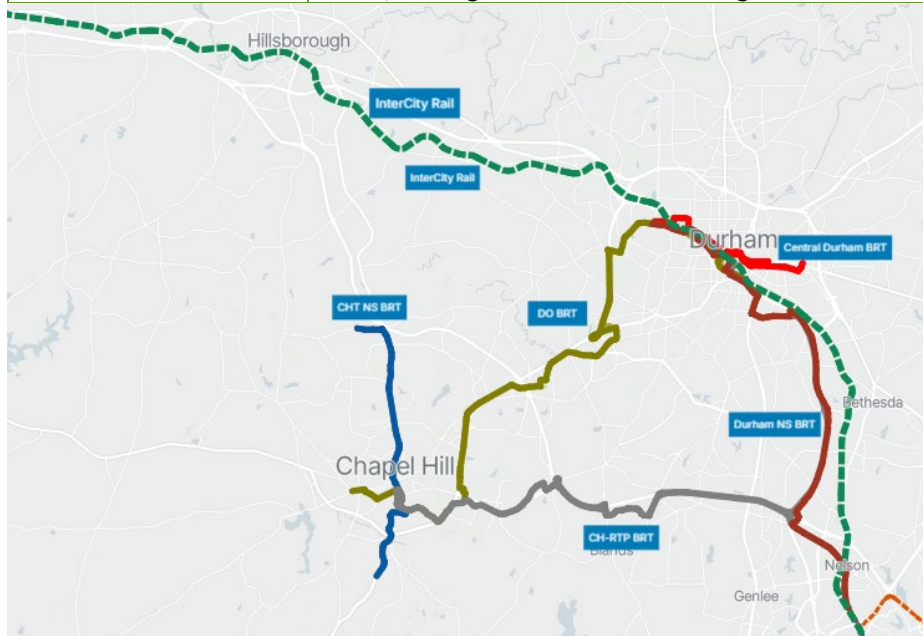 Hillsborough
InterCity Rail
InterCity Rail
Durham
Central Durham BRT
CHT NS BRT
DO BRT
Bethesda
Durham NS BRT
Chapel Hill
CH-RTP BRT
Blands
Nelson
Genlee